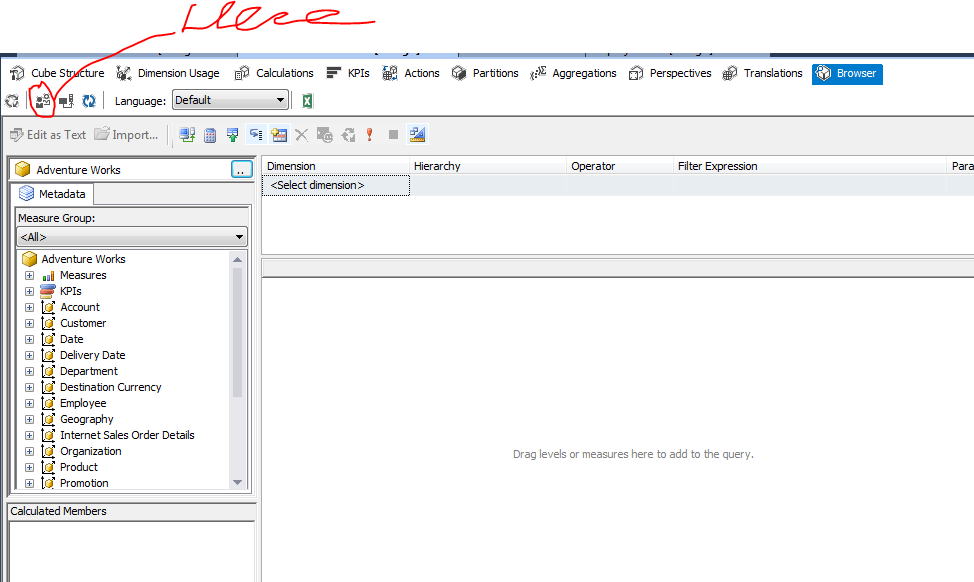 Cube Structure Dimension Usage Calculations KPIs Actions Partitions Aggregations Perspectives Translations Browser
Language: Default
Edit as Text Import...
Adventure Works ..
Metadata
Measure Group:
<All>
Adventure Works
Measures
KPIs
Account
Customer
Date
Delivery Date
Department
Destination Currency
Employee
Geography
Internet Sales Order Details
Organization
Product
Promotion
Calculated Members
Dimension Hierarchy Operator Filter Expression Para
<Select dimension>
Drag levels or measures here to add to the query.